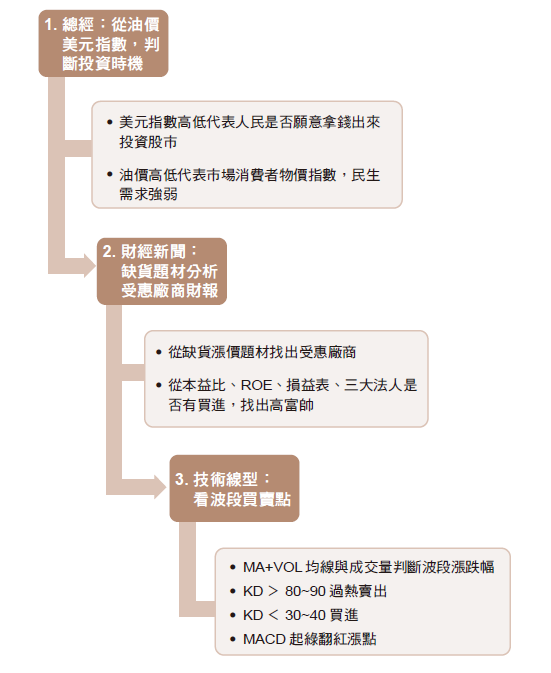 1. 總經：從油價
美元指數，判
斷投資時機
• 美元指數高低代表人民是否願意拿錢出來
投資股市
• 油價高低代表市場消費者物價指數，民生
需求強弱
2. 財經新聞：
缺貨題材分析
受惠廠商財報
• 從缺貨漲價題材找出受惠廠商
• 從本益比、ROE、損益表、三大法人是
否有買進，找出高富帥
3. 技術線型：
看波段買賣點
• MA+VOL 均線與成交量判斷波段漲跌幅
• KD ＞ 80~90 過熱賣出
• KD ＜ 30~40 買進
• MACD 起綠翻紅漲點